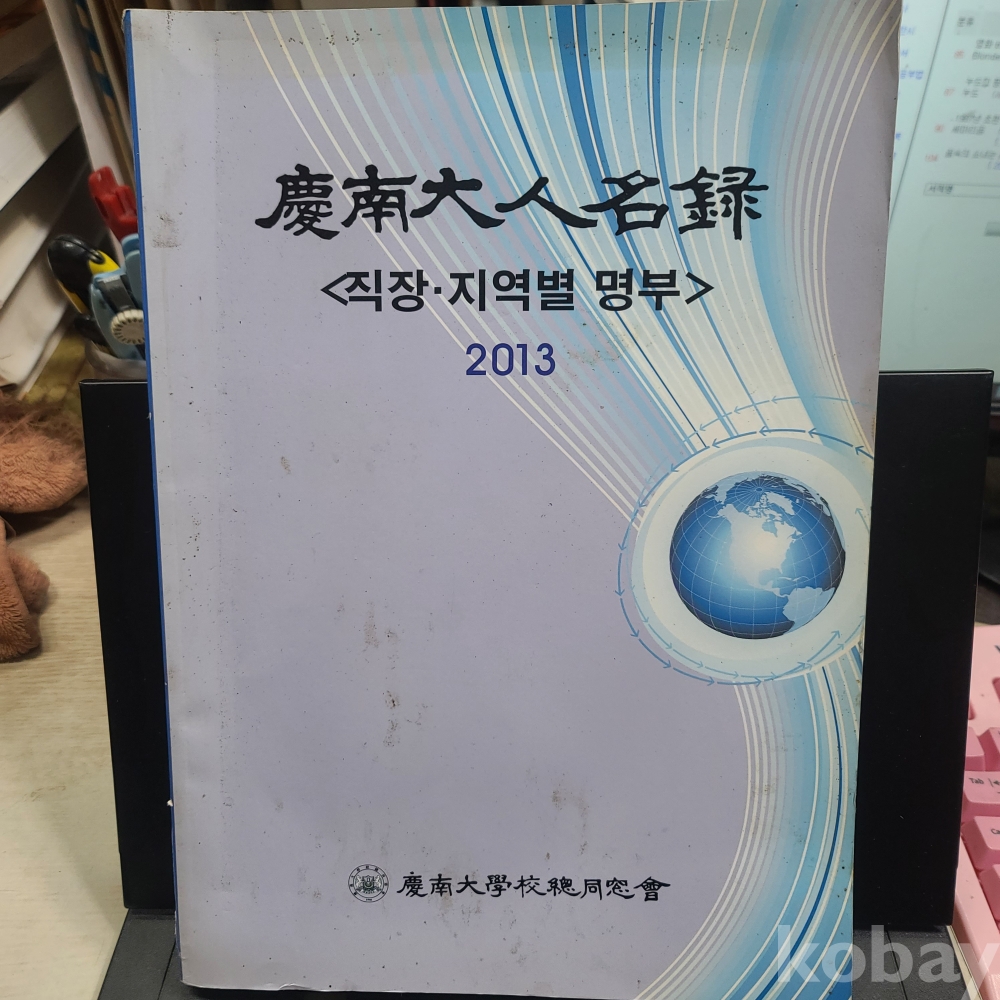 慶南大人名録
<직장·지역별 명부>
2013
慶南大學校總同窓會
kobay